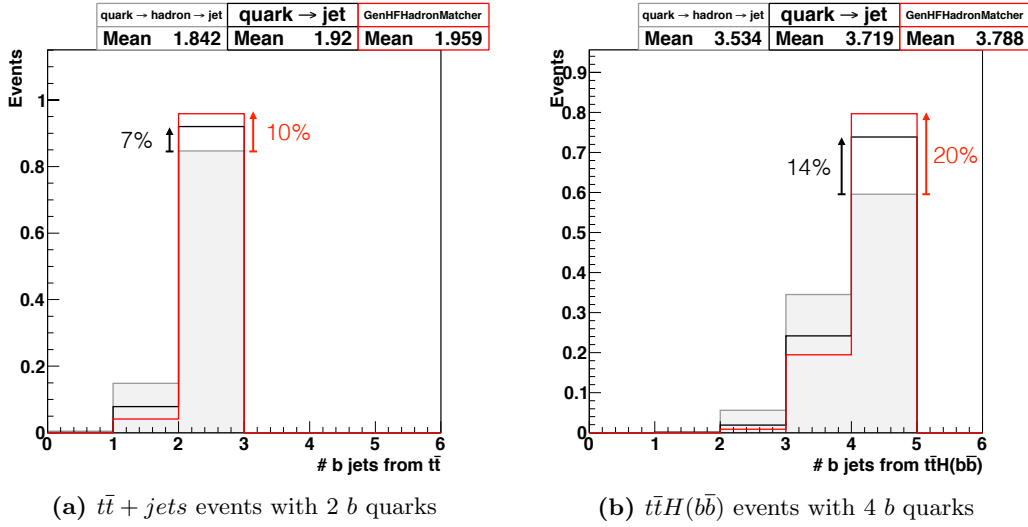 quark → hadron → jet quark → jet GenHFHadronMatcher
Mean 1.842 Mean 1.92 Mean 1.959
Events
1
0.8
0.6
0.4
0.2
0
7%
10%
0 1 2 3 4 5 6
# b jets from tt̄
(a) tt̄ + jets events with 2 b quarks
quark → hadron → jet quark → jet GenHFHadronMatcher
Mean 3.534 Mean 3.719 Mean 3.788
Events
0.9
0.8
0.7
0.6
0.5
0.4
0.3
0.2
0.1
0
14%
20%
0 1 2 3 4 5 6
# b jets from tt̄H(bb̄)
(b) tt̄H(bb̄) events with 4 b quarks